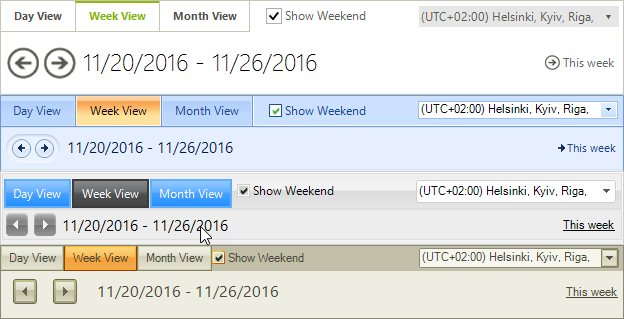 Day View Week View Month View Show Weekend (UTC+02:00) Helsinki, Kyiv, Riga,
11/20/2016 - 11/26/2016 This week
Day View Week View Month View Show Weekend (UTC+02:00) Helsinki, Kyiv, Riga,
11/20/2016 - 11/26/2016 This week
Day View Week View Month View Show Weekend (UTC+02:00) Helsinki, Kyiv, Riga,
11/20/2016 - 11/26/2016 This week
Day View Week View Month View Show Weekend (UTC+02:00) Helsinki, Kyiv, Riga,
11/20/2016 - 11/26/2016 This week